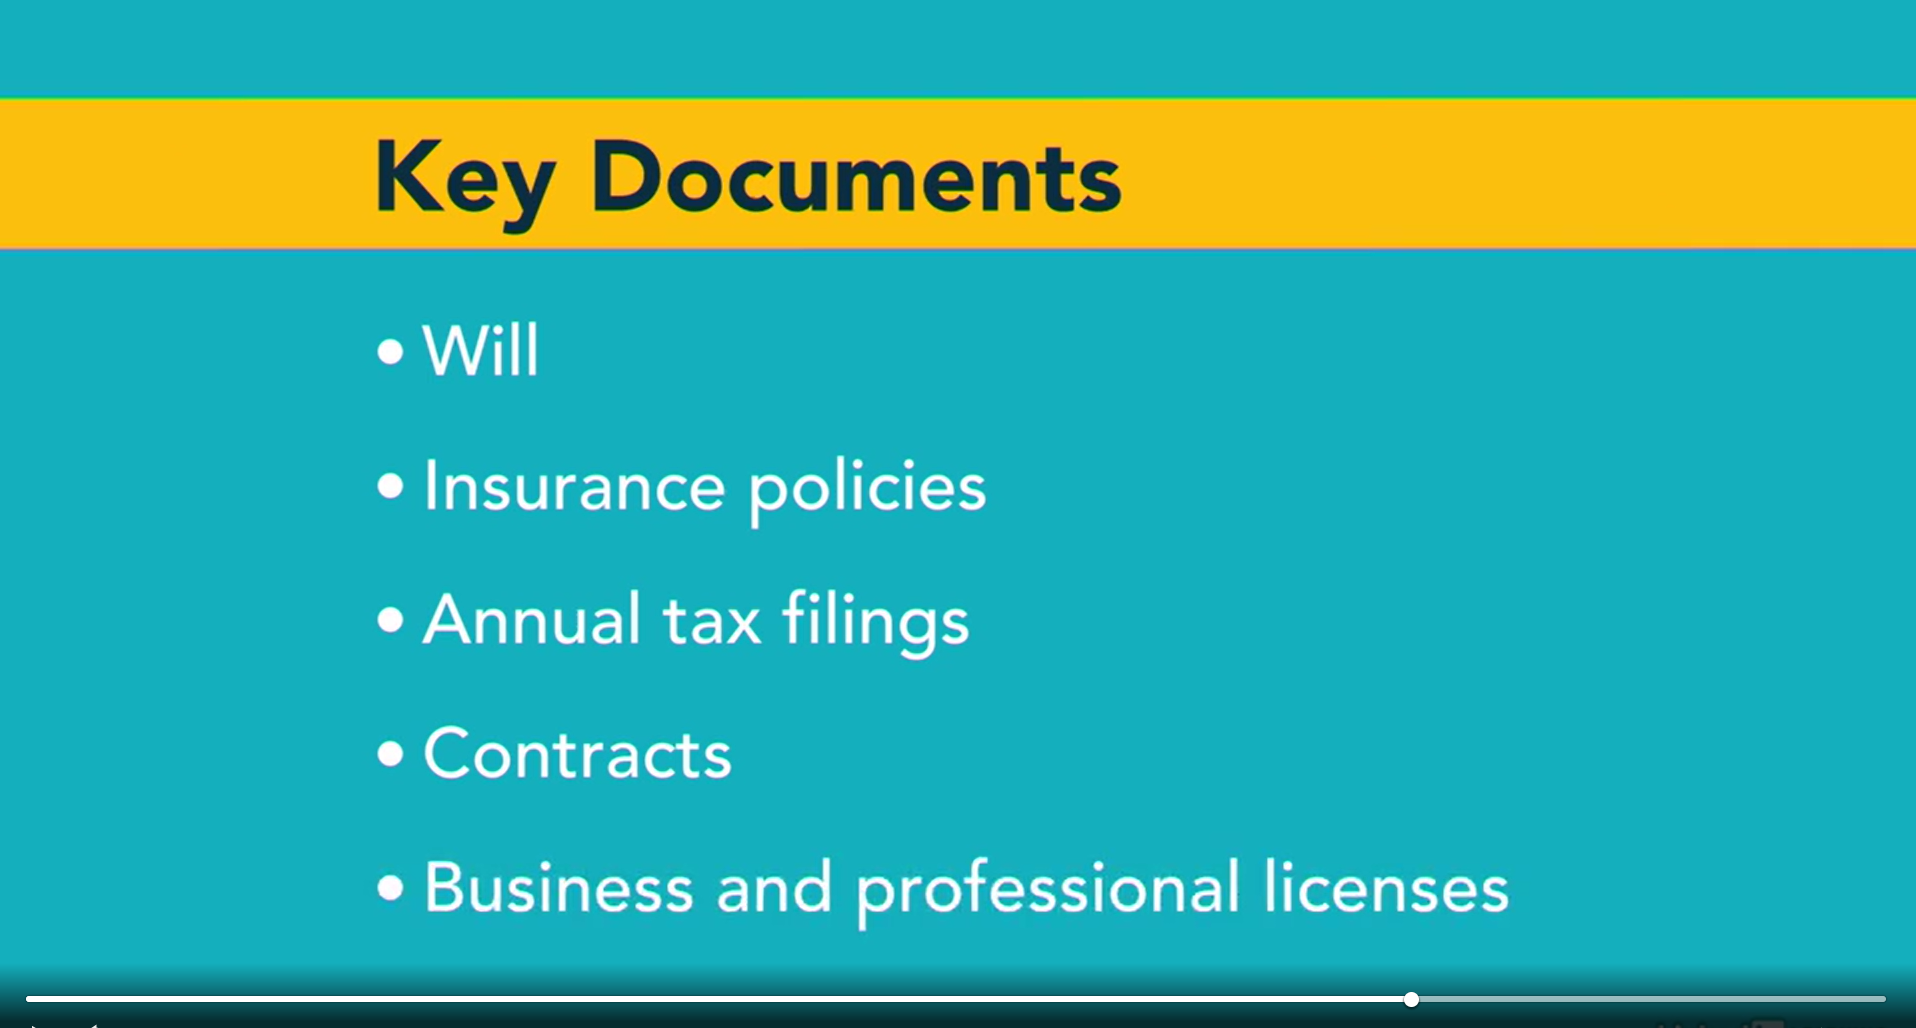 Key Documents
• Will
• Insurance policies
• Annual tax filings
• Contracts
• Business and professional licenses